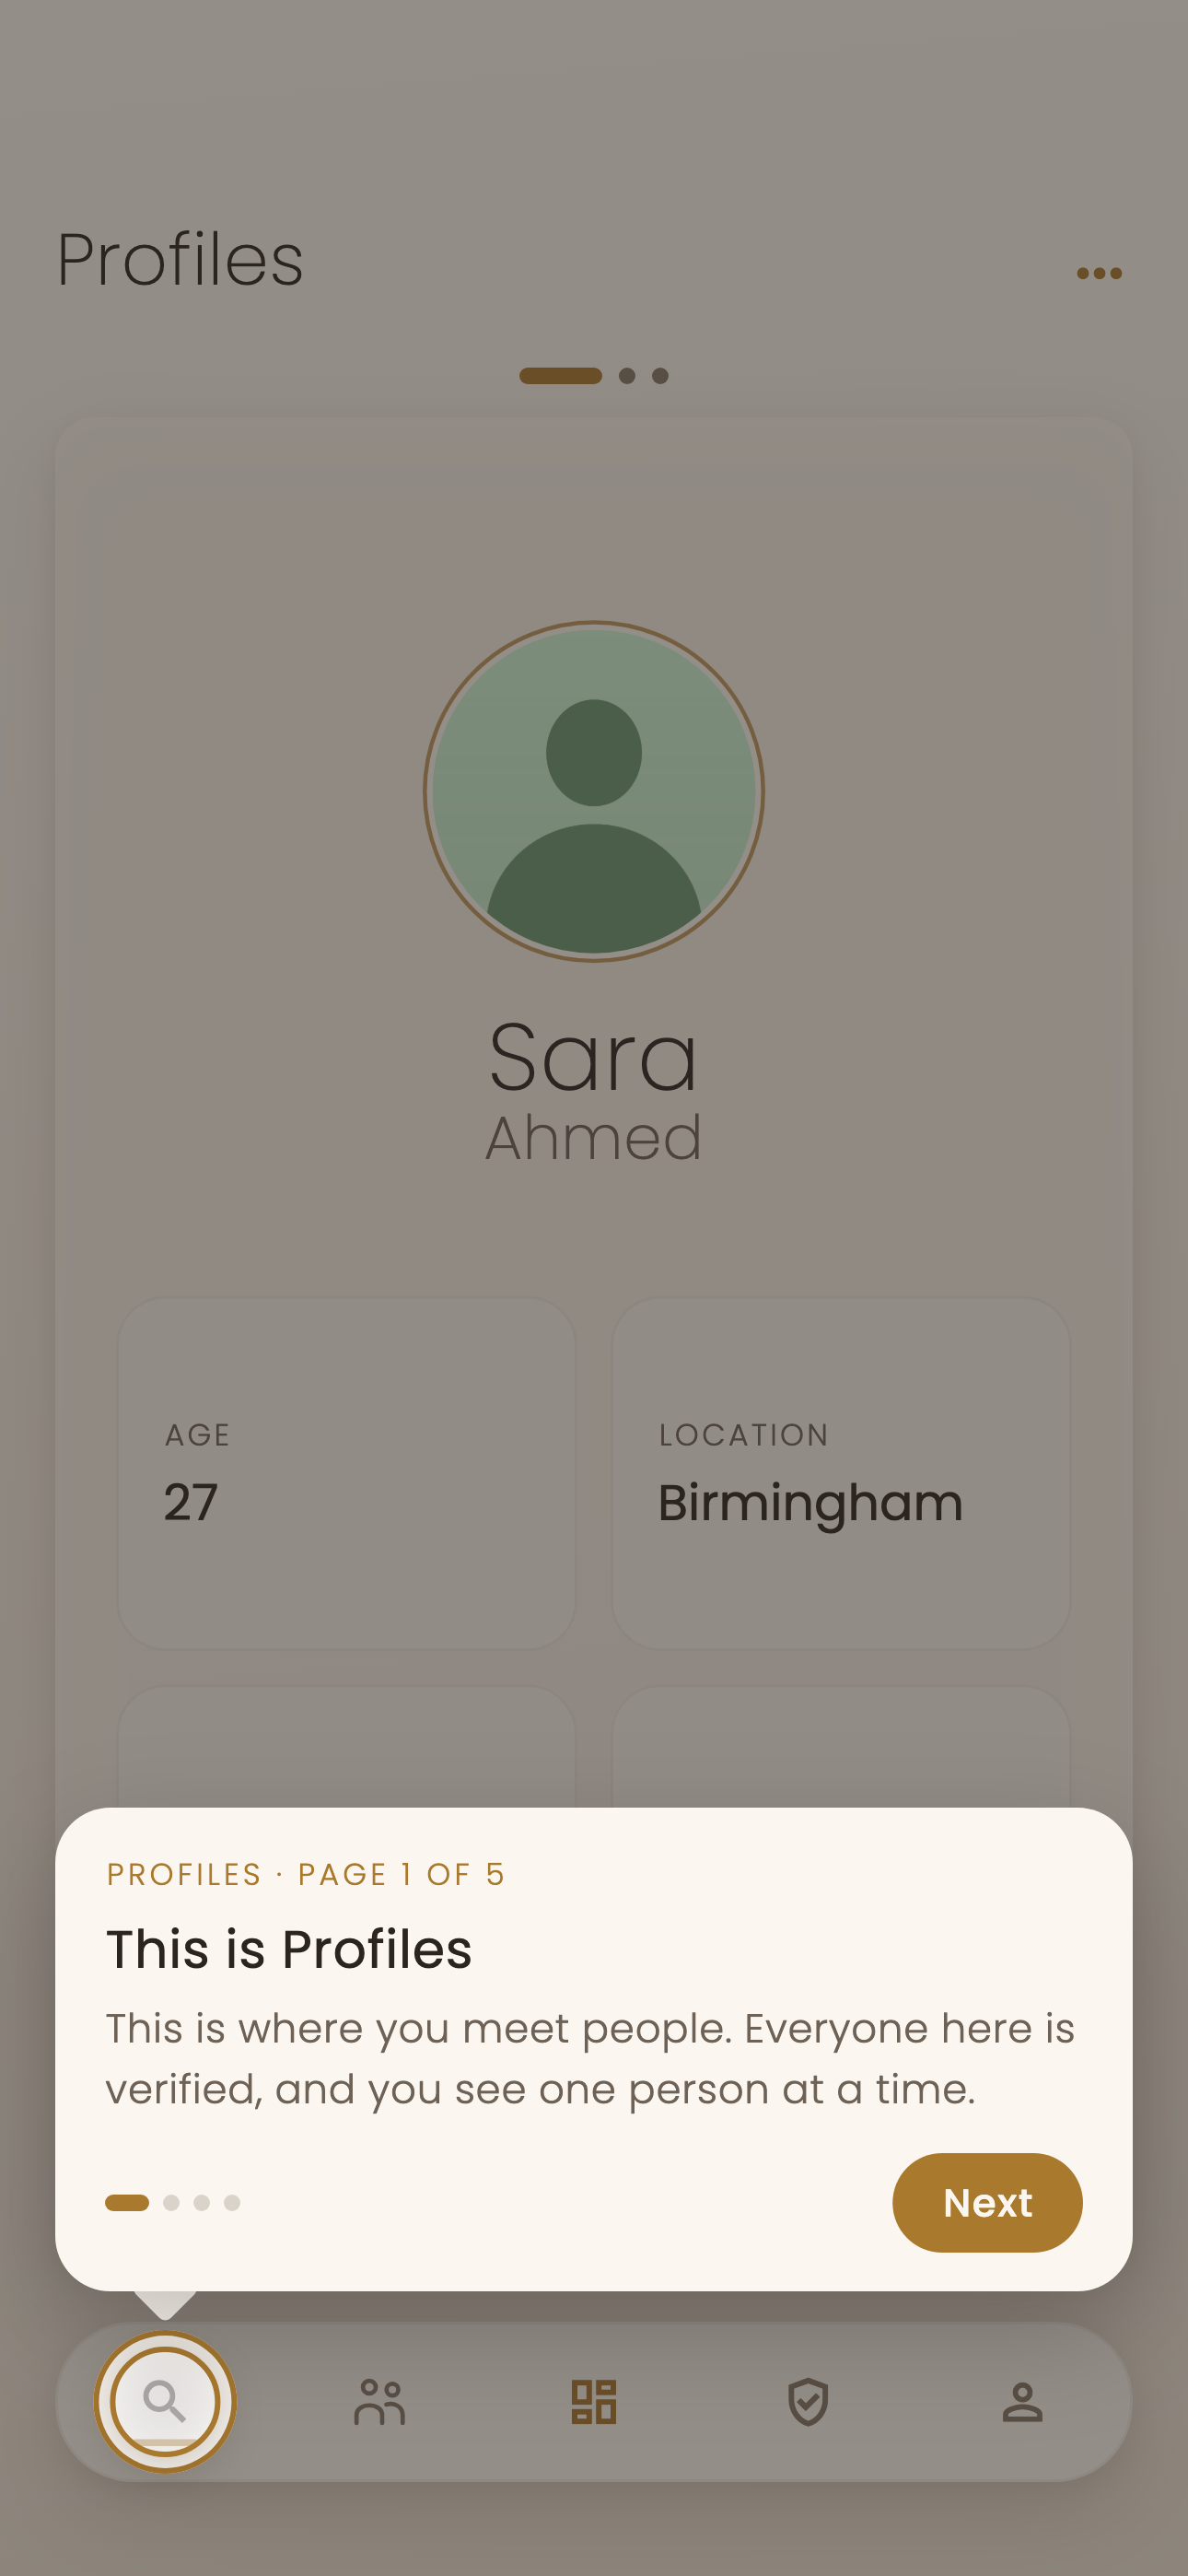 Profiles
Sara
Ahmed
AGE
27
LOCATION
Birmingham
PROFILES · PAGE 1 OF 5
This is Profiles
This is where you meet people. Everyone here is
verified, and you see one person at a time.
Next